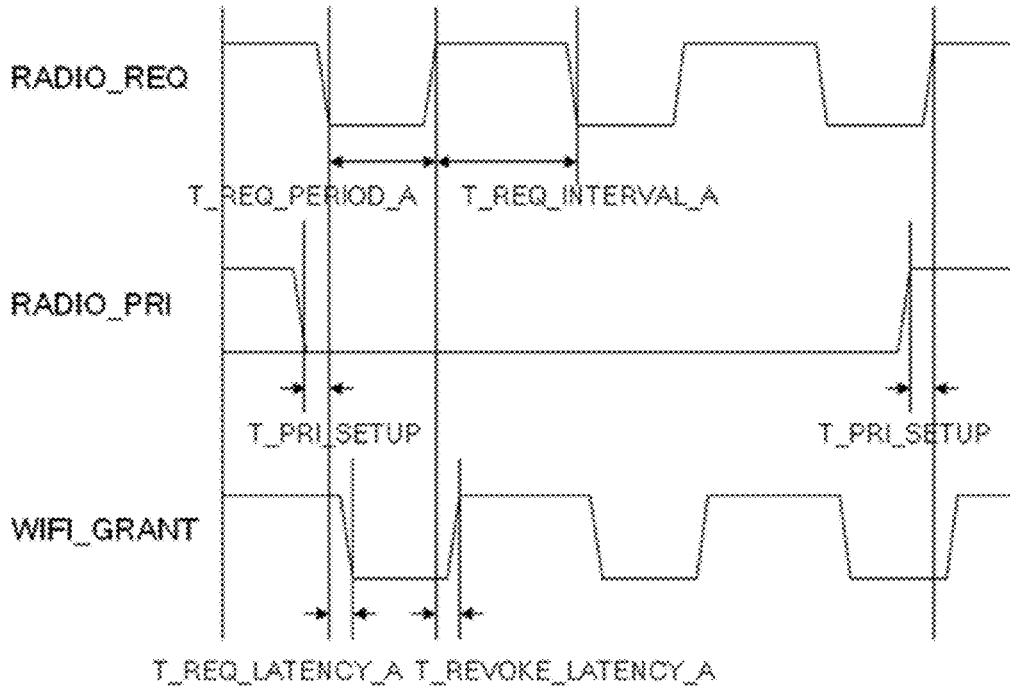 RADIO_REQ
T_REQ_PERIOD_A T_REQ_INTERVAL_A
RADIO_PRI
T_PRI_SETUP T_PRI_SETUP
WIFI_GRANT
T_REQ_LATENCY_A T_REVOKE_LATENCY_A